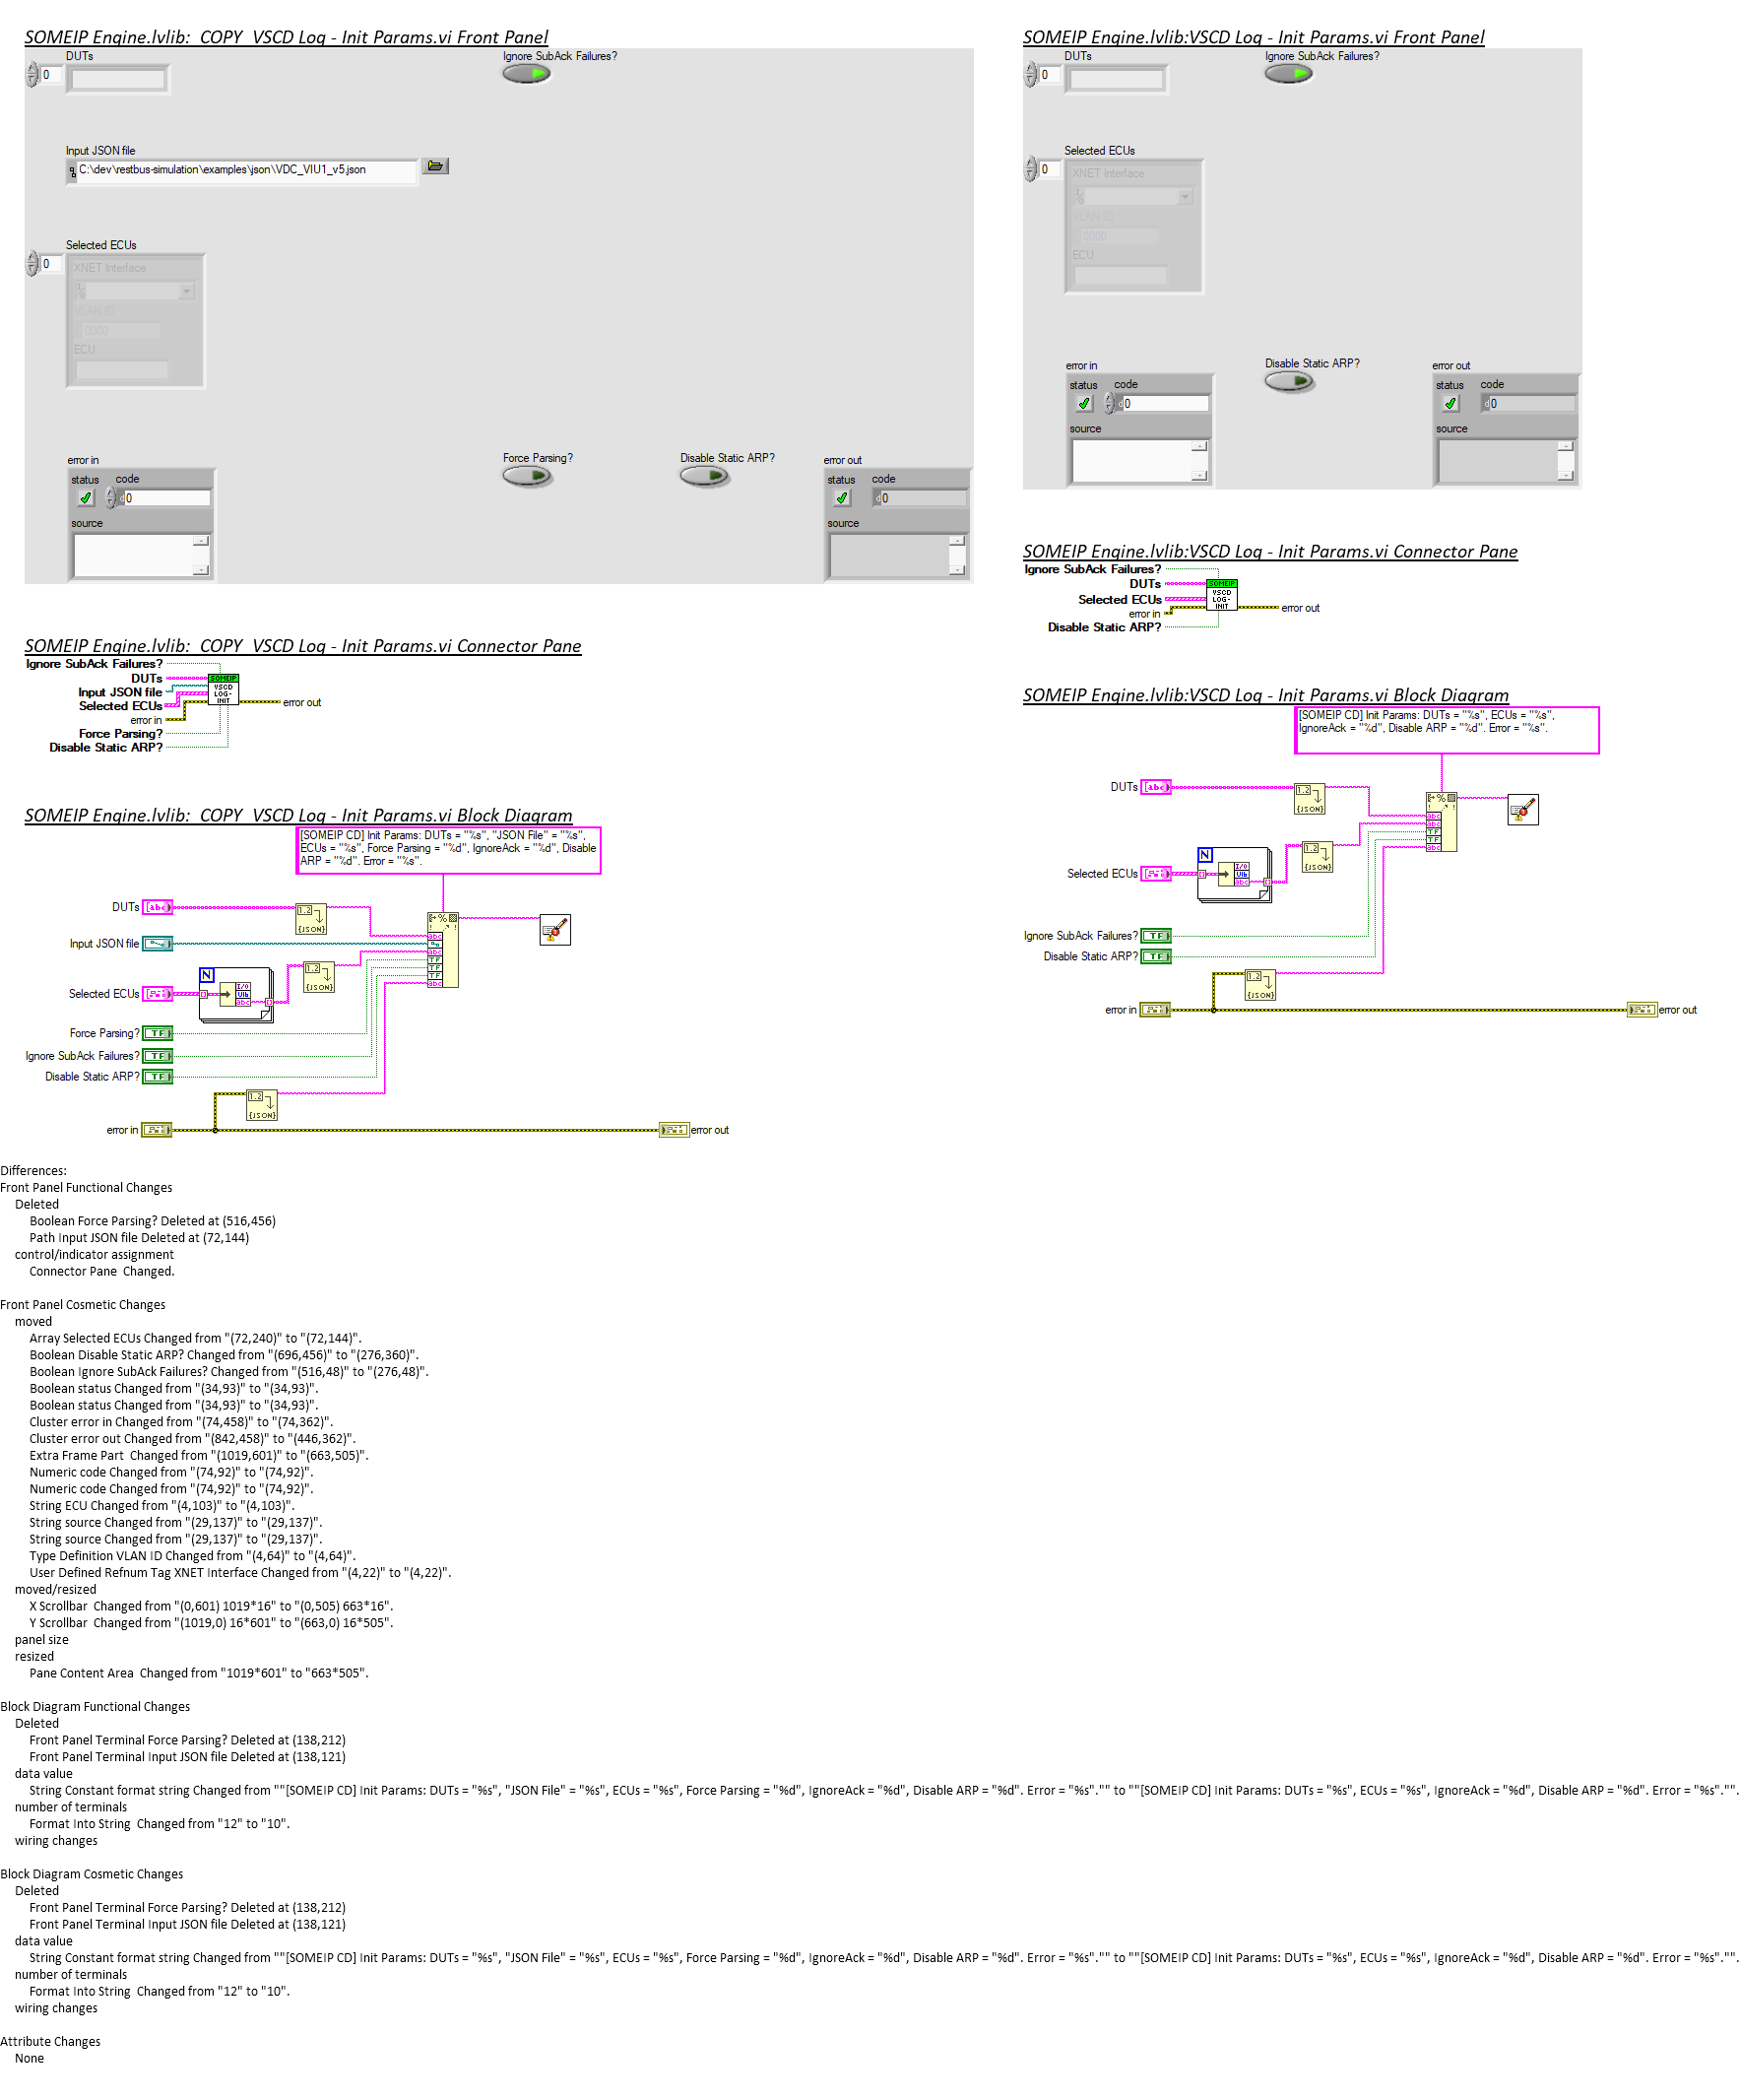 SOMEIP Engine.lvlib:  COPY  VSCD Log - Init Params.vi Front Panel
DUTs
Ignore SubAck Failures?
0
Input JSON file
C:\dev\restbus-simulation\examples\json\VDC_VIU1_v5.json
Selected ECUs
0
XNET Interface
VLAN ID
0000
ECU
error in
status
code
0
source
Force Parsing?
Disable Static ARP?
error out
status
code
0
source
SOMEIP Engine.lvlib:  COPY  VSCD Log - Init Params.vi Connector Pane
Ignore SubAck Failures?
DUTs
Input JSON file
Selected ECUs
error in
Force Parsing?
Disable Static ARP?
SOMEIP
VSCD
LOG-
INIT
error out
SOMEIP Engine.lvlib:  COPY  VSCD Log - Init Params.vi Block Diagram
[SOMEIP CD] Init Params: DUTs = "%s", "JSON File" = "%s",
ECUs = "%s", Force Parsing = "%d", IgnoreAck = "%d", Disable
ARP = "%d". Error = "%s".
DUTs
Input JSON file
Selected ECUs
Force Parsing?
Ignore SubAck Failures?
Disable Static ARP?
error in
error out
SOMEIP Engine.lvlib:VSCD Log - Init Params.vi Front Panel
DUTs
Ignore SubAck Failures?
0
Selected ECUs
0
XNET Interface
VLAN ID
0000
ECU
error in
status
code
0
source
Disable Static ARP?
error out
status
code
0
source
SOMEIP Engine.lvlib:VSCD Log - Init Params.vi Connector Pane
Ignore SubAck Failures?
DUTs
Selected ECUs
error in
Disable Static ARP?
SOMEIP
VSCD
LOG-
INIT
error out
SOMEIP Engine.lvlib:VSCD Log - Init Params.vi Block Diagram
[SOMEIP CD] Init Params: DUTs = "%s", ECUs = "%s",
IgnoreAck = "%d", Disable ARP = "%d". Error = "%s".
DUTs
Selected ECUs
Ignore SubAck Failures?
Disable Static ARP?
error in
error out
Differences:
Front Panel Functional Changes
Deleted
Boolean Force Parsing? Deleted at (516,456)
Path Input JSON file Deleted at (72,144)
control/indicator assignment
Connector Pane  Changed.
Front Panel Cosmetic Changes
moved
Array Selected ECUs Changed from "(72,240)" to "(72,144)".
Boolean Disable Static ARP? Changed from "(696,456)" to "(276,360)".
Boolean Ignore SubAck Failures? Changed from "(516,48)" to "(276,48)".
Boolean status Changed from "(34,93)" to "(34,93)".
Boolean status Changed from "(34,93)" to "(34,93)".
Cluster error in Changed from "(74,458)" to "(74,362)".
Cluster error out Changed from "(842,458)" to "(446,362)".
Extra Frame Part  Changed from "(1019,601)" to "(663,505)".
Numeric code Changed from "(74,92)" to "(74,92)".
Numeric code Changed from "(74,92)" to "(74,92)".
String ECU Changed from "(4,103)" to "(4,103)".
String source Changed from "(29,137)" to "(29,137)".
String source Changed from "(29,137)" to "(29,137)".
Type Definition VLAN ID Changed from "(4,64)" to "(4,64)".
User Defined Refnum Tag XNET Interface Changed from "(4,22)" to "(4,22)".
moved/resized
X Scrollbar  Changed from "(0,601) 1019*16" to "(0,505) 663*16".
Y Scrollbar  Changed from "(1019,0) 16*601" to "(663,0) 16*505".
panel size
resized
Pane Content Area  Changed from "1019*601" to "663*505".
Block Diagram Functional Changes
Deleted
Front Panel Terminal Force Parsing? Deleted at (138,212)
Front Panel Terminal Input JSON file Deleted at (138,121)
data value
String Constant format string Changed from ""[SOMEIP CD] Init Params: DUTs = "%s", "JSON File" = "%s", ECUs = "%s", Force Parsing = "%d", IgnoreAck = "%d", Disable ARP = "%d". Error = "%s"."" to ""[SOMEIP CD] Init Params: DUTs = "%s", ECUs = "%s", IgnoreAck = "%d", Disable ARP = "%d". Error = "%s"."".
number of terminals
Format Into String  Changed from "12" to "10".
wiring changes
Block Diagram Cosmetic Changes
Deleted
Front Panel Terminal Force Parsing? Deleted at (138,212)
Front Panel Terminal Input JSON file Deleted at (138,121)
data value
String Constant format string Changed from ""[SOMEIP CD] Init Params: DUTs = "%s", "JSON File" = "%s", ECUs = "%s", Force Parsing = "%d", IgnoreAck = "%d", Disable ARP = "%d". Error = "%s"."" to ""[SOMEIP CD] Init Params: DUTs = "%s", ECUs = "%s", IgnoreAck = "%d", Disable ARP = "%d". Error = "%s"."".
number of terminals
Format Into String  Changed from "12" to "10".
wiring changes
Attribute Changes
None